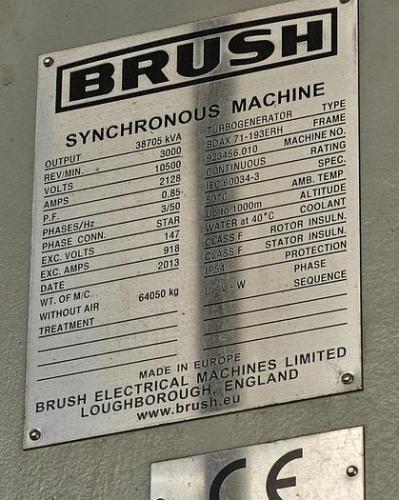 BRUSH
SYNCHRONOUS MACHINE
OUTPUT 38705 kVA
REV/MIN. 3000
VOLTS 10500
AMPS 2128
P.F. 0.85
PHASES/Hz 3/50
PHASE CONN. STAR
EXC. VOLTS 147
EXC. AMPS 918
DATE 2013
WT. OF M/C.
WITHOUT AIR 64050 kg
TREATMENT
TURBOGENERATOR TYPE
BDAX 71-193ERH FRAME
923456.010 MACHINE NO.
CONTINUOUS RATING
IEC 60034-3 SPEC.
50°C AMB. TEMP
Up to 1000m ALTITUDE
WATER at 40°C COOLANT
CLASS F ROTOR INSULN.
CLASS F STATOR INSULN.
IP54 PROTECTION
PHASE
U - V - W SEQUENCE
MADE IN EUROPE
BRUSH ELECTRICAL MACHINES LIMITED
LOUGHBOROUGH, ENGLAND
www.brush.eu
CE